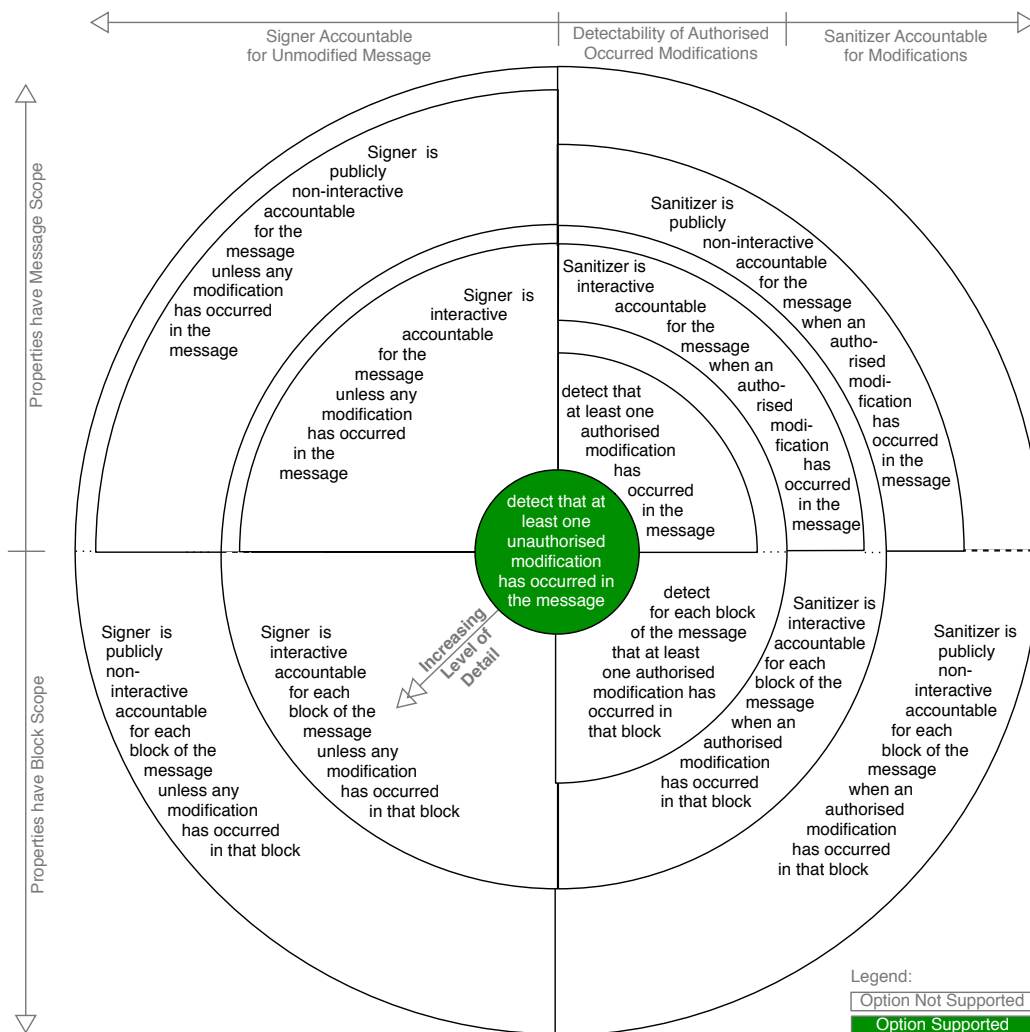 Signer Accountable
for Unmodified Message
Detectability of Authorised
Occurred Modifications
Sanitizer Accountable
for Modifications
Properties have Message Scope
Properties have Block Scope
Signer is
publicly
non-interactive
accountable
for the
message
unless any
modification
has occurred
in the
message
Signer is
interactive
accountable
for the
message
unless any
modification
has occurred
in the
message
Sanitizer is
publicly
non-interactive
accountable
for the
message
when an
autho-
rised
modi-
fication
has
occurred
in the
message
Sanitizer is
interactive
accountable
for the
message
when an
autho-
rised
modi-
fication
has
occurred
in the
message
detect that
at least one
authorised
modification
has
occurred
in the
message
detect that at
least one
unauthorised
modification
has occurred in
the message
Increasing
Level of
Detail
Signer is
publicly
non-
interactive
accountable
for each
block of the
message
unless any
modification
has occurred
in that block
Signer is
interactive
accountable
for each
block of the
message
unless any
modification
has occurred
in that block
detect
for each block
of the message
that at least
one authorised
modification has
occurred in
that block
Sanitizer is
interactive
accountable
for each
block of the
message
when an
authorised
modification
has occurred
in that block
Sanitizer is
publicly
non-
interactive
accountable
for each
block of the
message
when an
authorised
modification
has occurred
in that block
Legend:
Option Not Supported
Option Supported